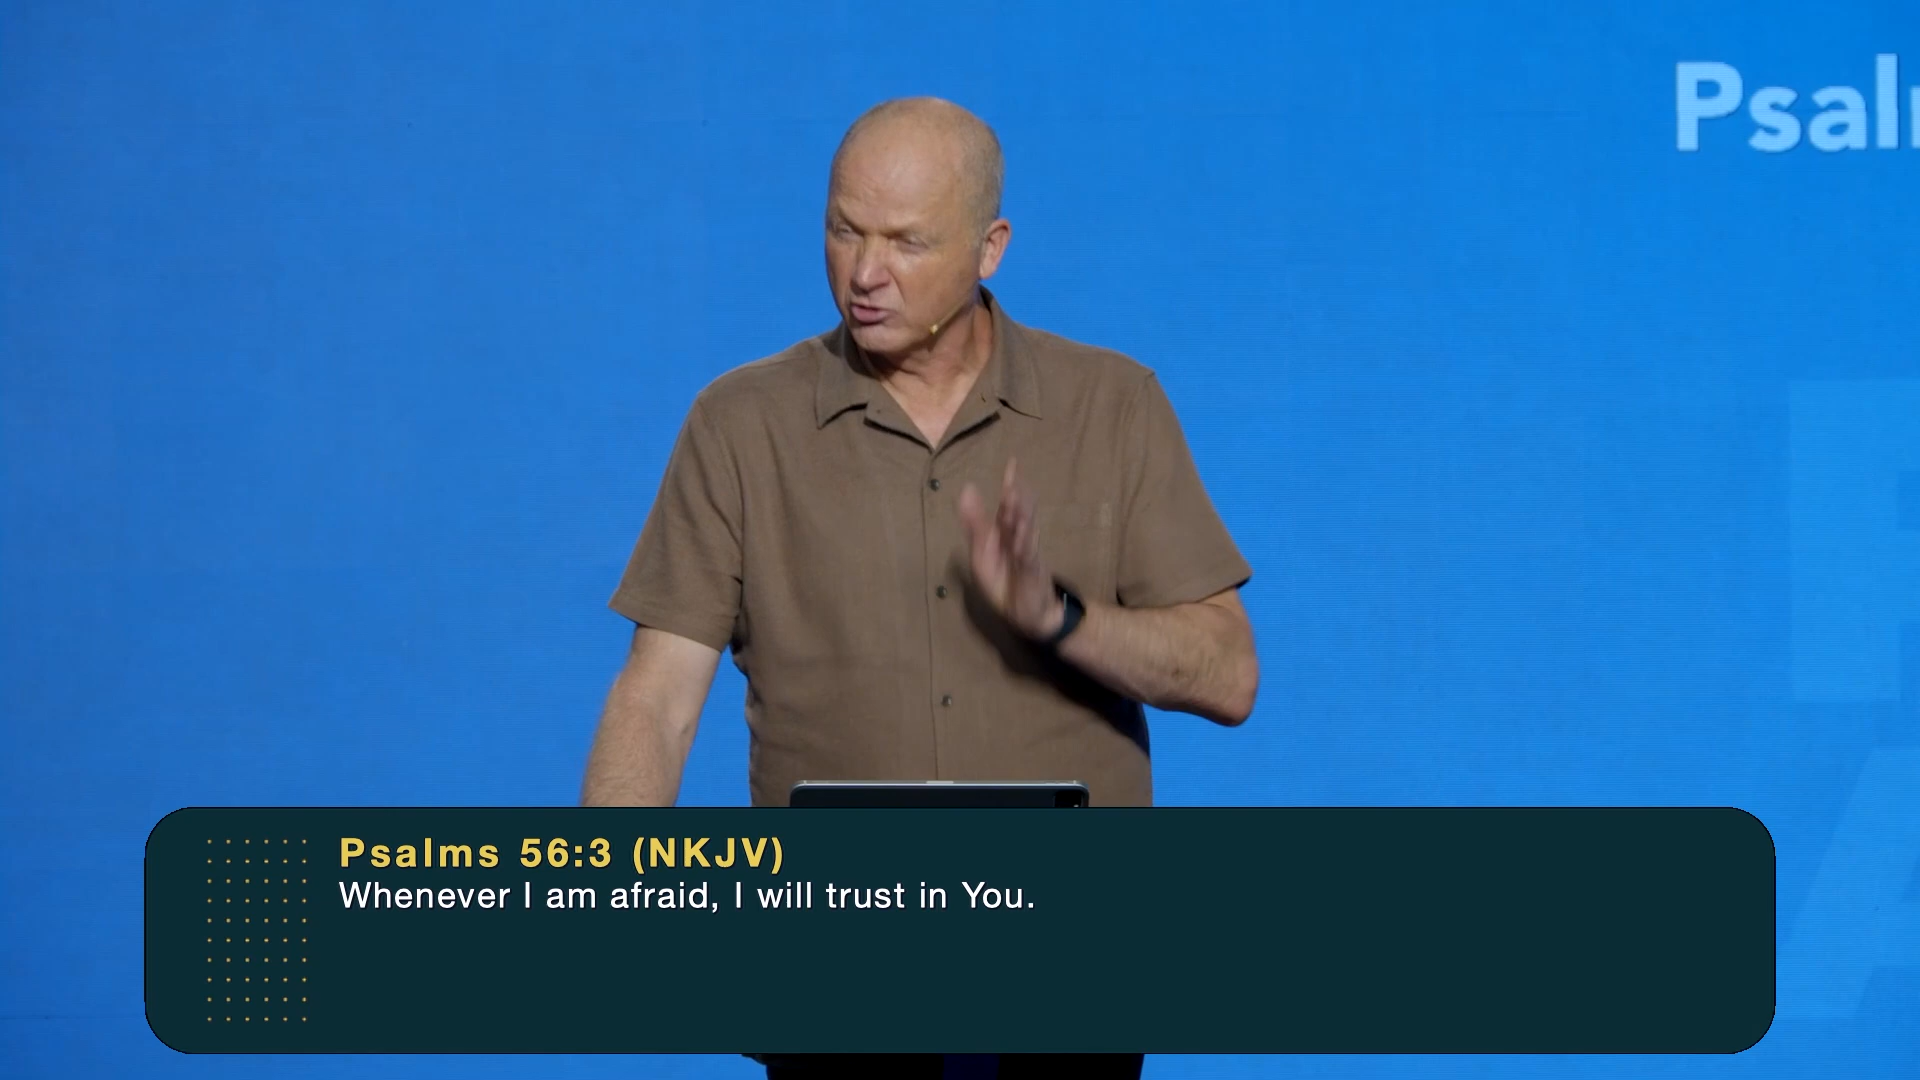 Psal
Psalms 56:3 (NKJV)
Whenever I am afraid, I will trust in You.